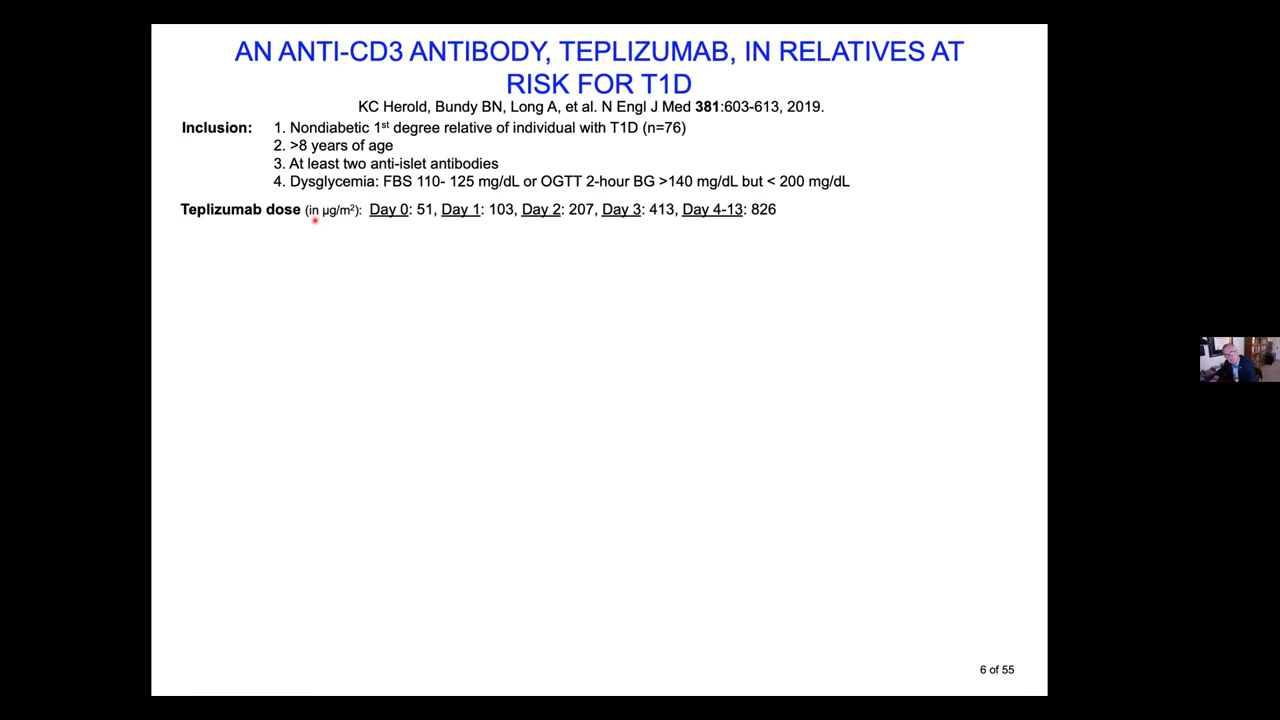 AN ANTI-CD3 ANTIBODY, TEPLIZUMAB, IN RELATIVES AT
RISK FOR T1D
KC Herold, Bundy BN, Long A, et al. N Engl J Med 381:603-613, 2019.
Inclusion: 1. Nondiabetic 1st degree relative of individual with T1D (n=76)
2. >8 years of age
3. At least two anti-islet antibodies
4. Dysglycemia: FBS 110- 125 mg/dL or OGTT 2-hour BG >140 mg/dL but < 200 mg/dL
Teplizumab dose (in µg/m²): Day 0: 51, Day 1: 103, Day 2: 207, Day 3: 413, Day 4-13: 826
6 of 55